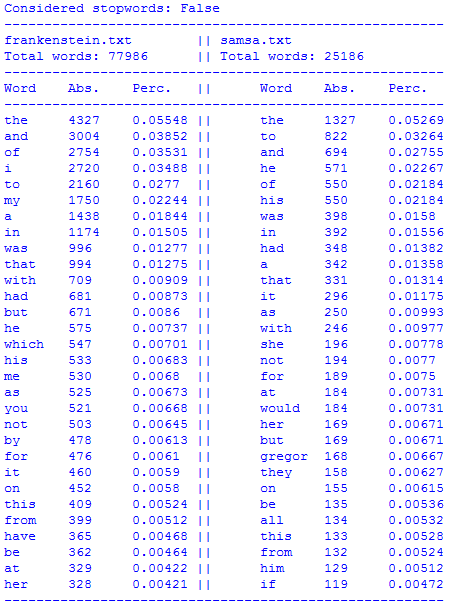 Considered stopwords: False
-------------------------------------------------------
frankenstein.txt || samsa.txt
Total words: 77986 || Total words: 25186
-------------------------------------------------------
Word Abs. Perc. || Word Abs. Perc.
-------------------------------------------------------
the 4327 0.05548 || the 1327 0.05269
and 3004 0.03852 || to 822 0.03264
of 2754 0.03531 || and 694 0.02755
i 2720 0.03488 || he 571 0.02267
to 2160 0.0277 || of 550 0.02184
my 1750 0.02244 || his 550 0.02184
a 1438 0.01844 || was 398 0.0158
in 1174 0.01505 || in 392 0.01556
was 996 0.01277 || had 348 0.01382
that 994 0.01275 || a 342 0.01358
with 709 0.00909 || that 331 0.01314
had 681 0.00873 || it 296 0.01175
but 671 0.0086 || as 250 0.00993
he 575 0.00737 || with 246 0.00977
which 547 0.00701 || she 196 0.00778
his 533 0.00683 || not 194 0.0077
me 530 0.0068 || for 189 0.0075
as 525 0.00673 || at 184 0.00731
you 521 0.00668 || would 184 0.00731
not 503 0.00645 || her 169 0.00671
by 478 0.00613 || but 169 0.00671
for 476 0.0061 || gregor 168 0.00667
it 460 0.0059 || they 158 0.00627
on 452 0.0058 || on 155 0.00615
this 409 0.00524 || be 135 0.00536
from 399 0.00512 || all 134 0.00532
have 365 0.00468 || this 133 0.00528
be 362 0.00464 || from 132 0.00524
at 329 0.00422 || him 129 0.00512
her 328 0.00421 || if 119 0.00472
-------------------------------------------------------